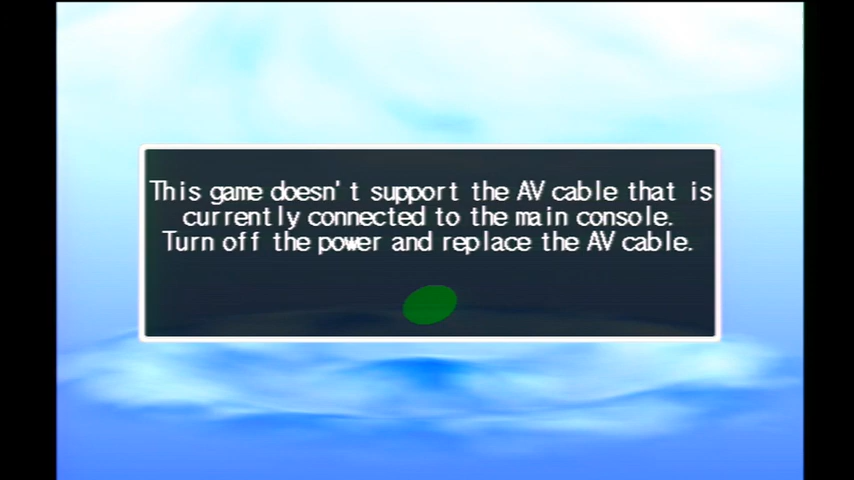 This game doesn't support the AV cable that is
currently connected to the main console.
Turn off the power and replace the AV cable.